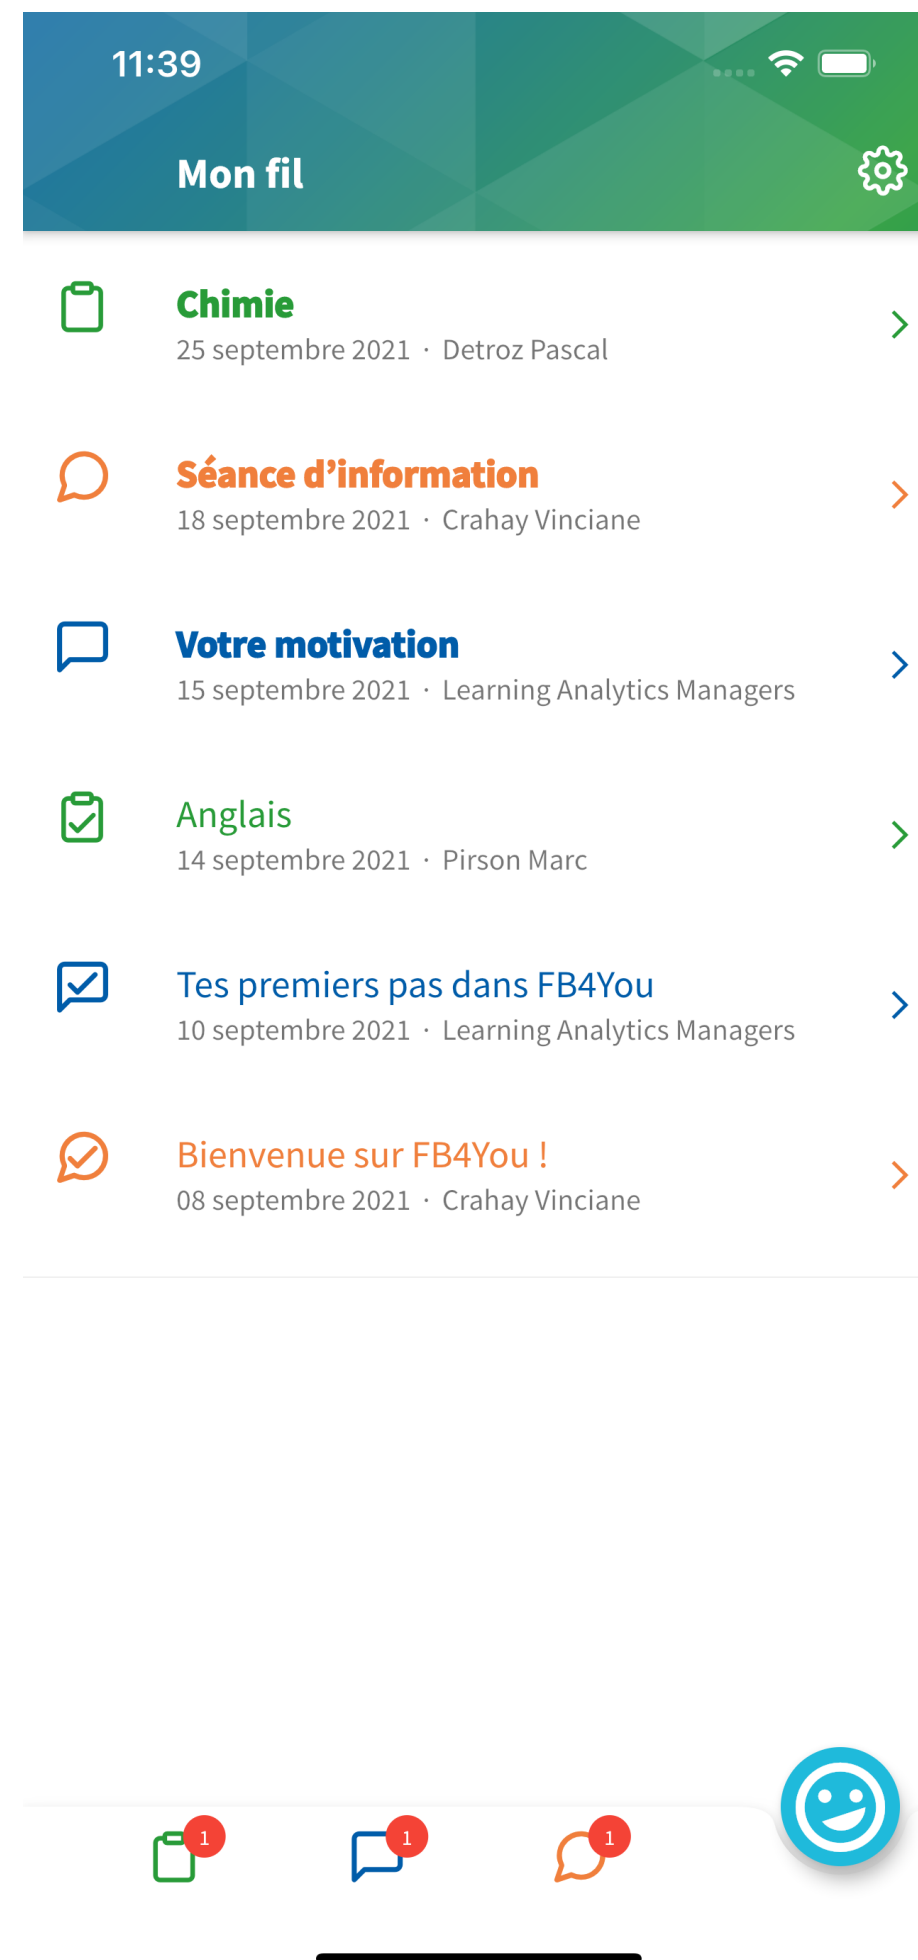 11:39
Mon fil
Chimie
25 septembre 2021 · Detroz Pascal
Séance d’information
18 septembre 2021 · Crahay Vinciane
Votre motivation
15 septembre 2021 · Learning Analytics Managers
Anglais
14 septembre 2021 · Pirson Marc
Tes premiers pas dans FB4You
10 septembre 2021 · Learning Analytics Managers
Bienvenue sur FB4You !
08 septembre 2021 · Crahay Vinciane
1 1 1